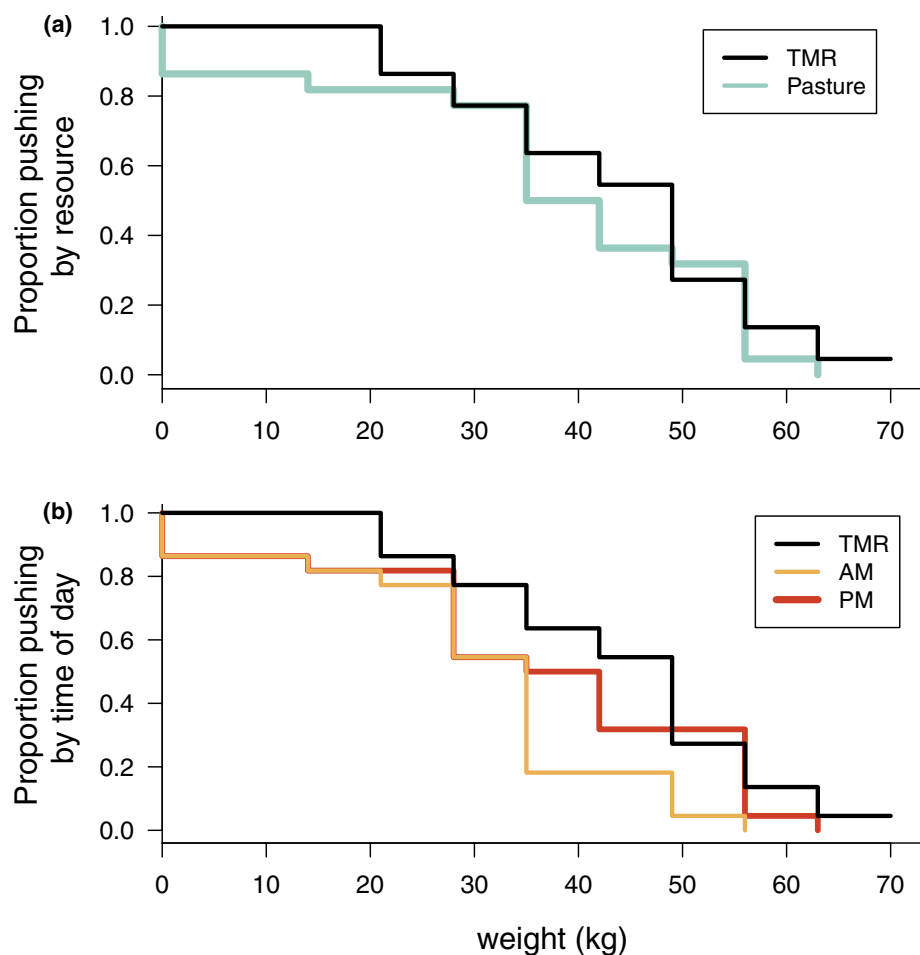 (a)
1.0
0.8
0.6
0.4
0.2
0.0
Proportion pushing
by resource
TMR
Pasture
0 10 20 30 40 50 60 70
(b)
1.0
0.8
0.6
0.4
0.2
0.0
Proportion pushing
by time of day
TMR
AM
PM
0 10 20 30 40 50 60 70
weight (kg)